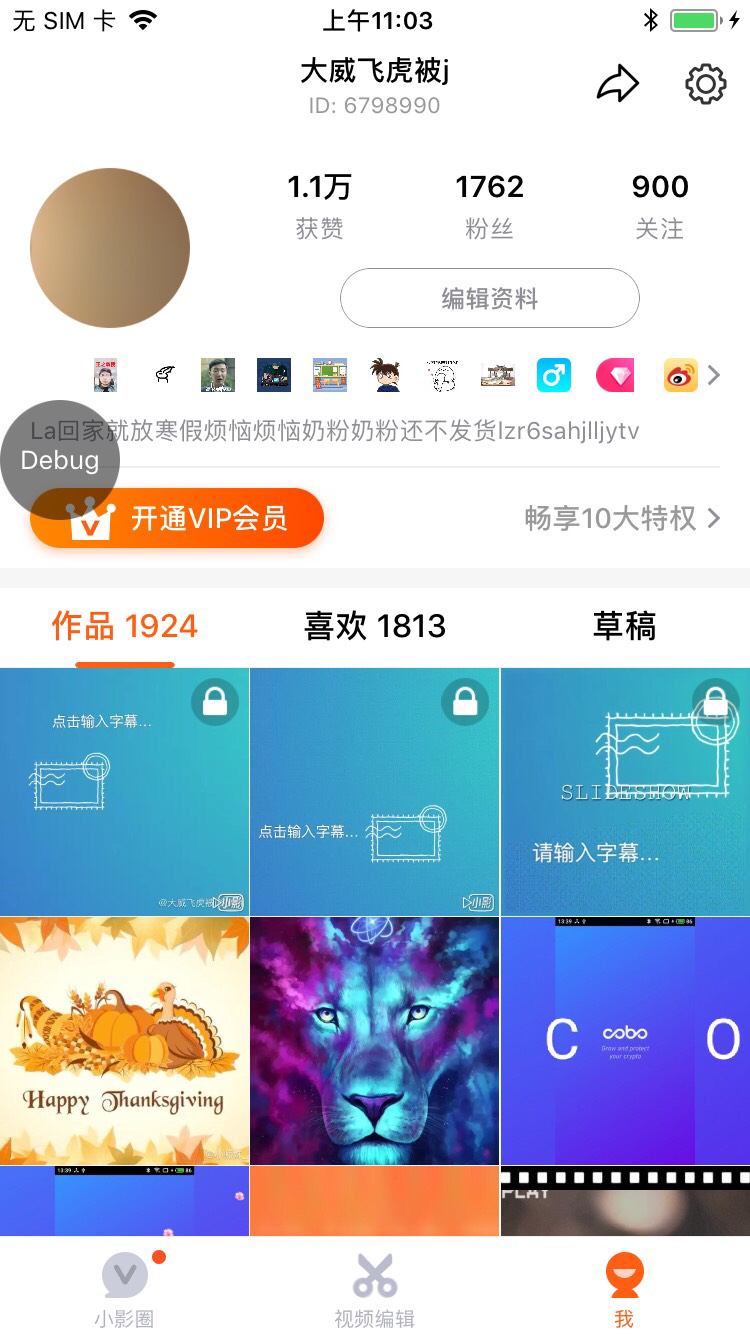 无 SIM 卡
上午11:03
大威飞虎被j
ID: 6798990
1.1万
1762
900
获赞
粉丝
关注
编辑资料
La回家就放寒假烦恼烦恼奶粉奶粉还不发货lzr6sahjlljytv
Debug
开通VIP会员
畅享10大特权
作品 1924
喜欢 1813
草稿
点击输入字幕...
@大威飞虎被
小影
点击输入字幕...
小影
SLIDESHOW
请输入字幕...
Happy Thanksgiving
13:39
86
C
cobo
O
Grow and protect
your crypto
13:39
86
PLAY
小影圈
视频编辑
我